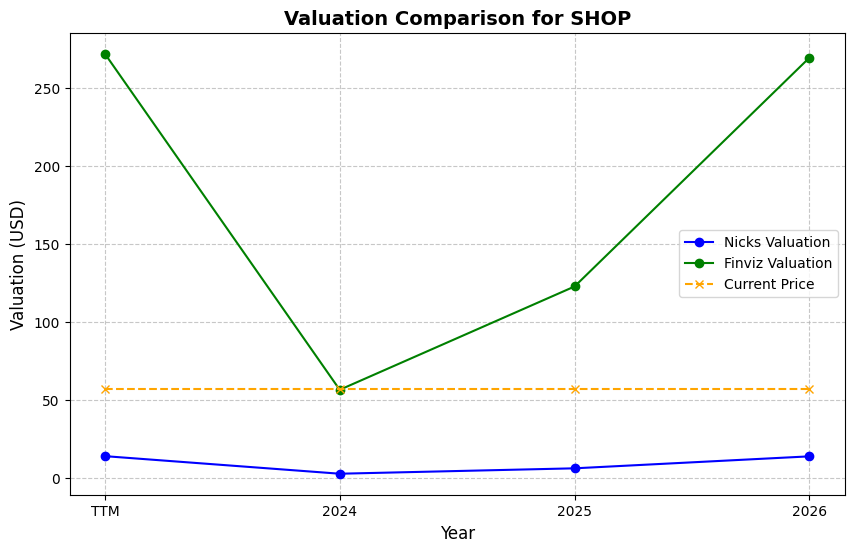 Valuation Comparison for SHOP
Valuation (USD)
250
200
150
100
50
0
Nicks Valuation
Finviz Valuation
Current Price
TTM 2024 2025 2026
Year